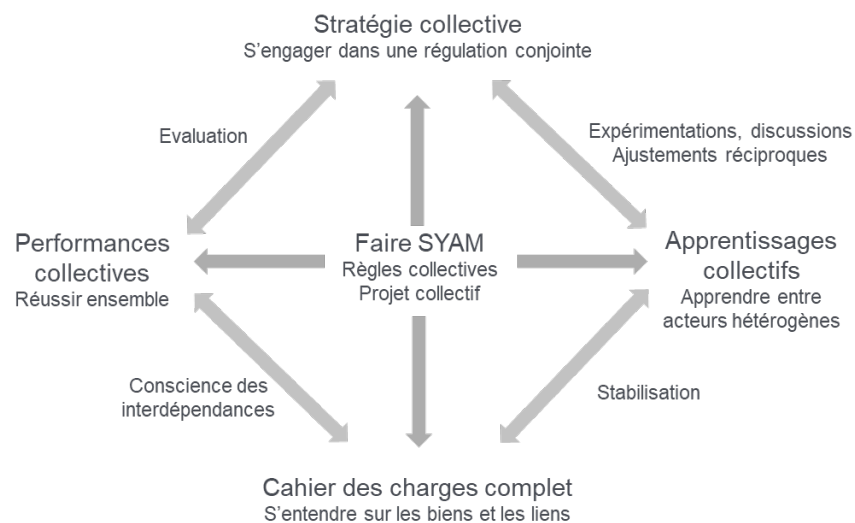 Stratégie collective
S'engager dans une régulation conjointe
Evaluation
Expérimentations, discussions
Ajustements réciproques
Performances
collectives
Réussir ensemble
Faire SYAM
Règles collectives
Projet collectif
Apprentissages
collectifs
Apprendre entre
acteurs hétérogènes
Conscience des
interdépendances
Stabilisation
Cahier des charges complet
S'entendre sur les biens et les liens